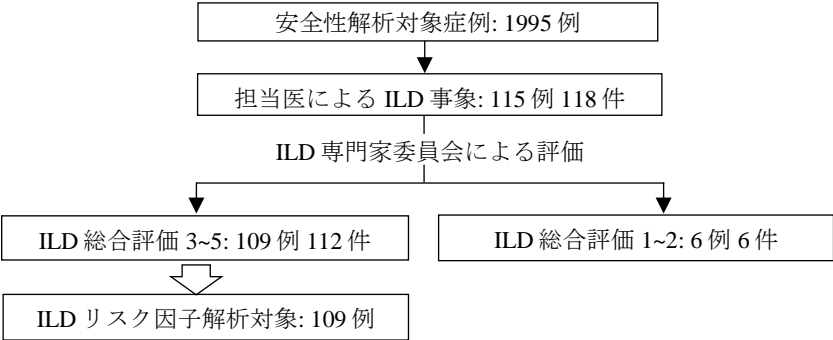 安全性解析対象症例: 1995 例
担当医による ILD 事象: 115 例 118 件
ILD 専門家委員会による評価
ILD 総合評価 3~5: 109 例 112 件
ILD 総合評価 1~2: 6 例 6 件
ILD リスク因子解析対象: 109 例